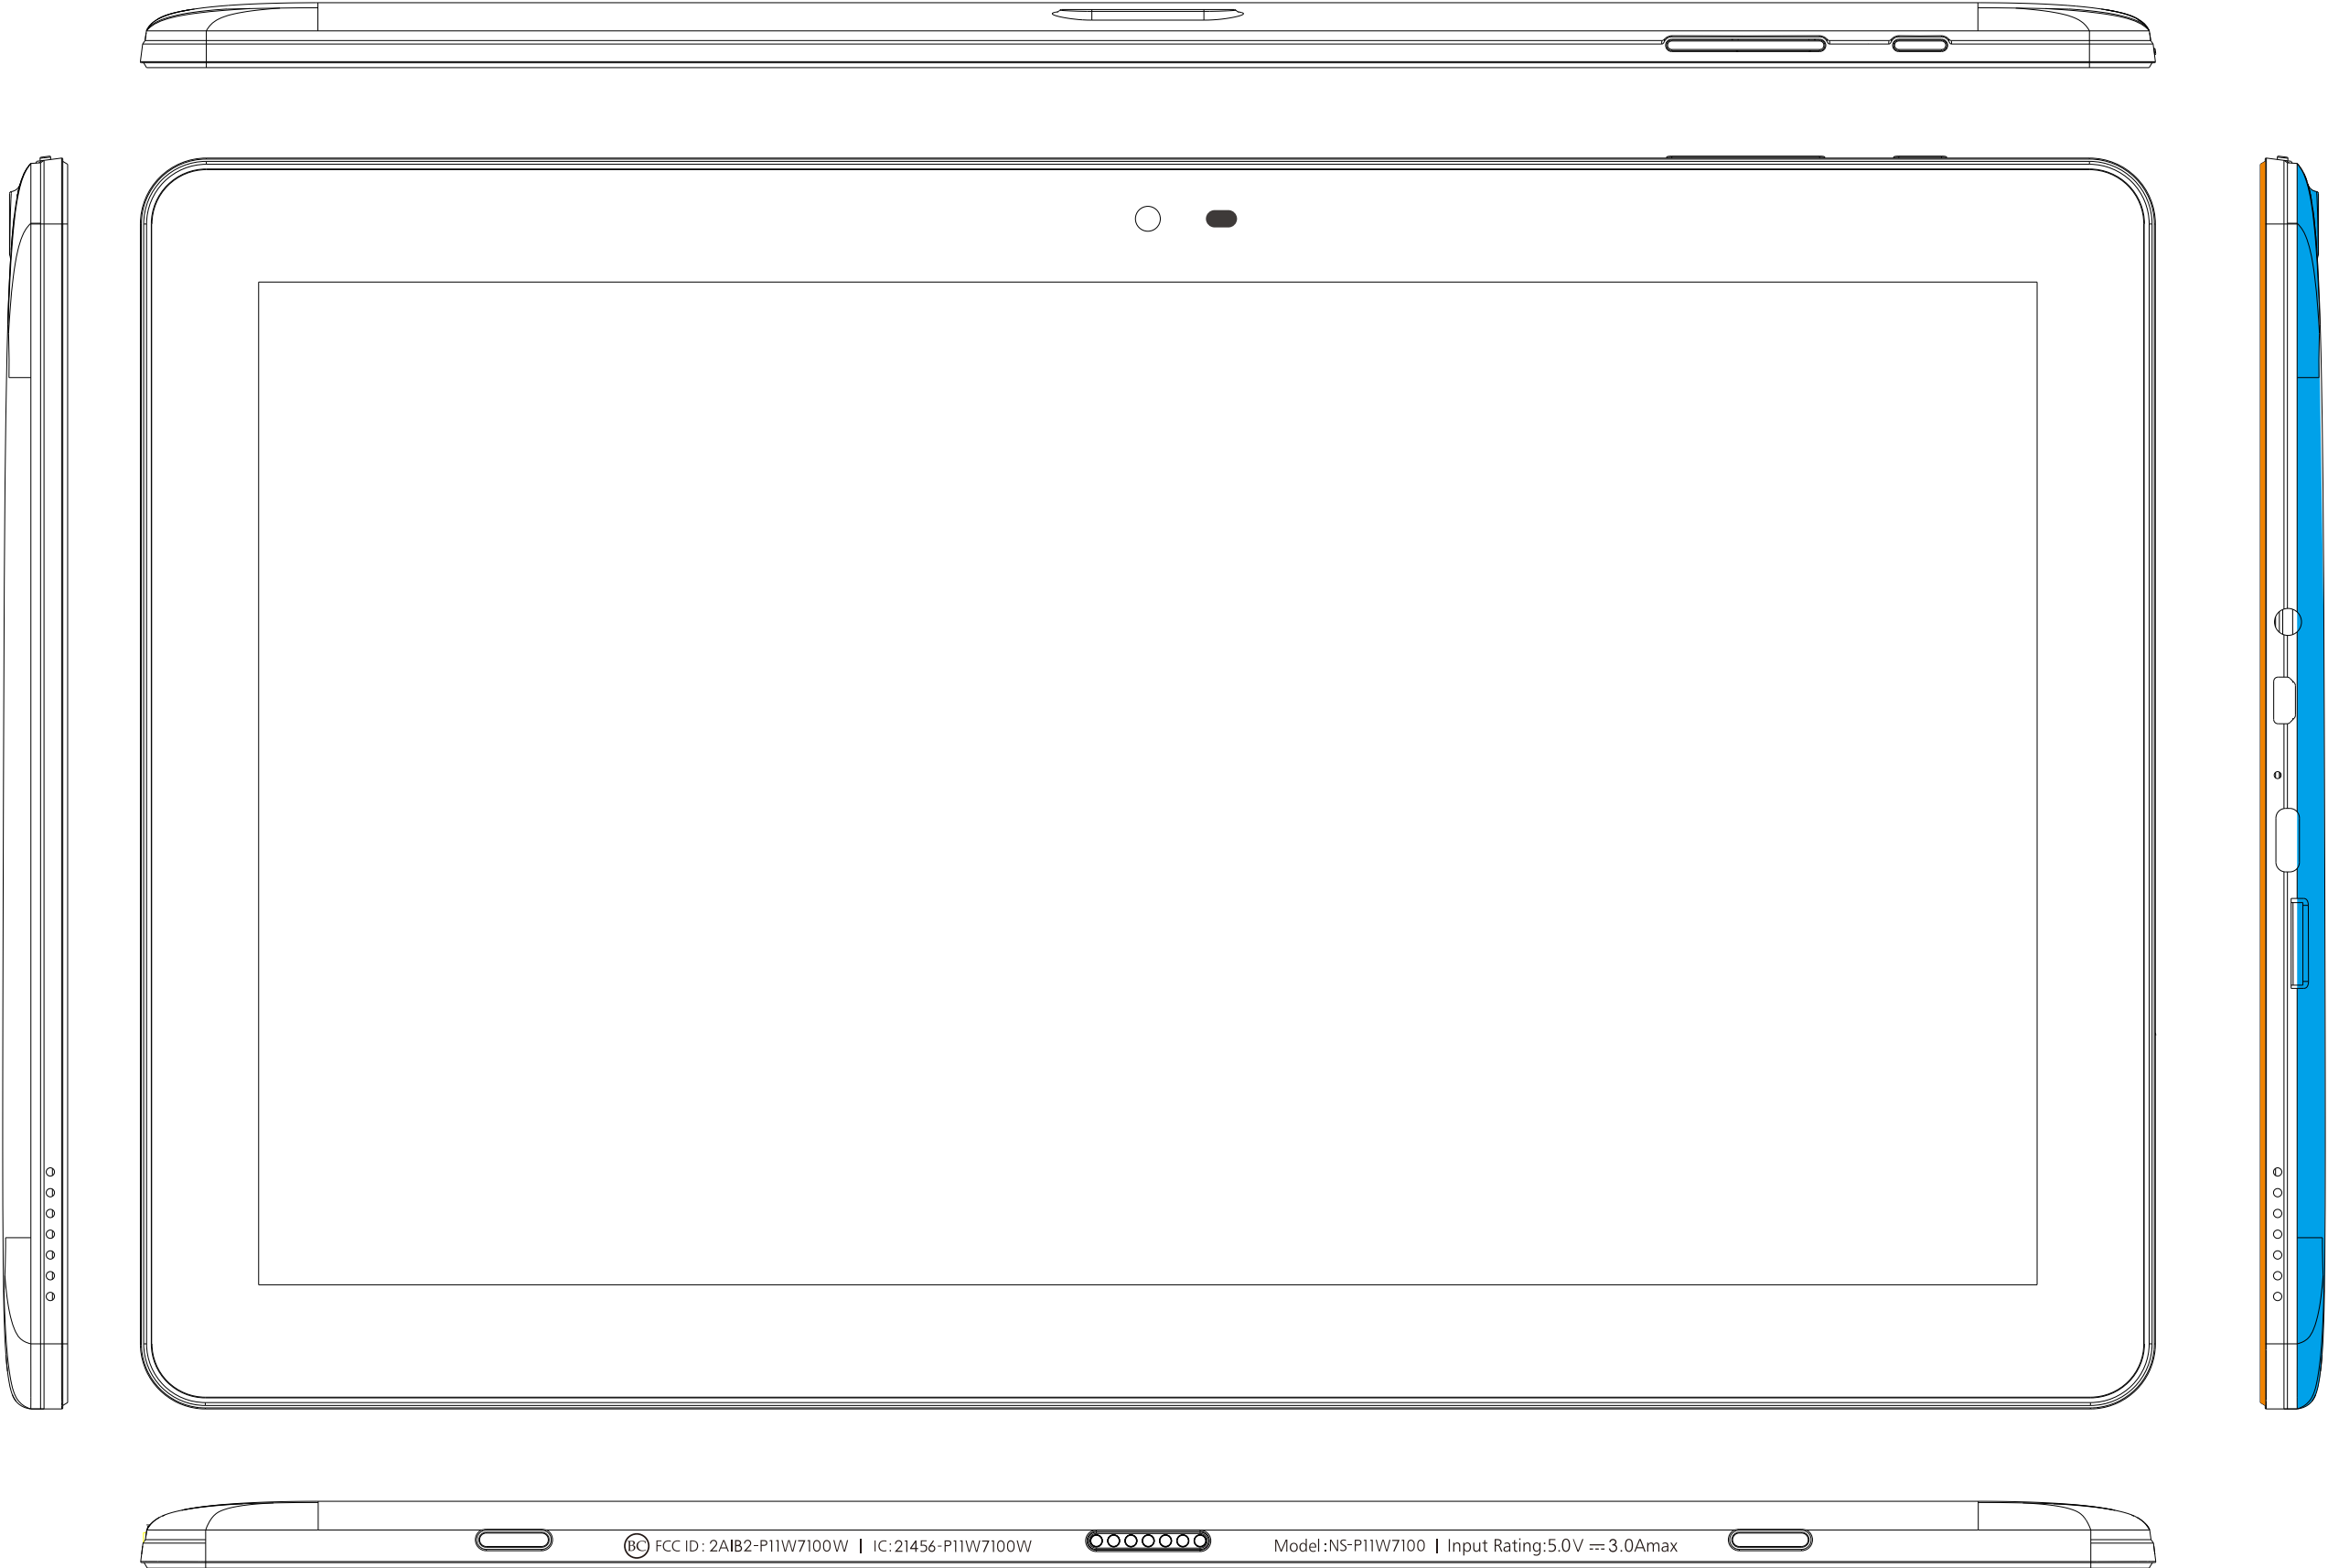 BC FCC ID: 2AIB2-P11W7100W | IC:21456-P11W7100W Model:NS-P11W7100 | Input Rating:5.0V ⎓ 3.0Amax